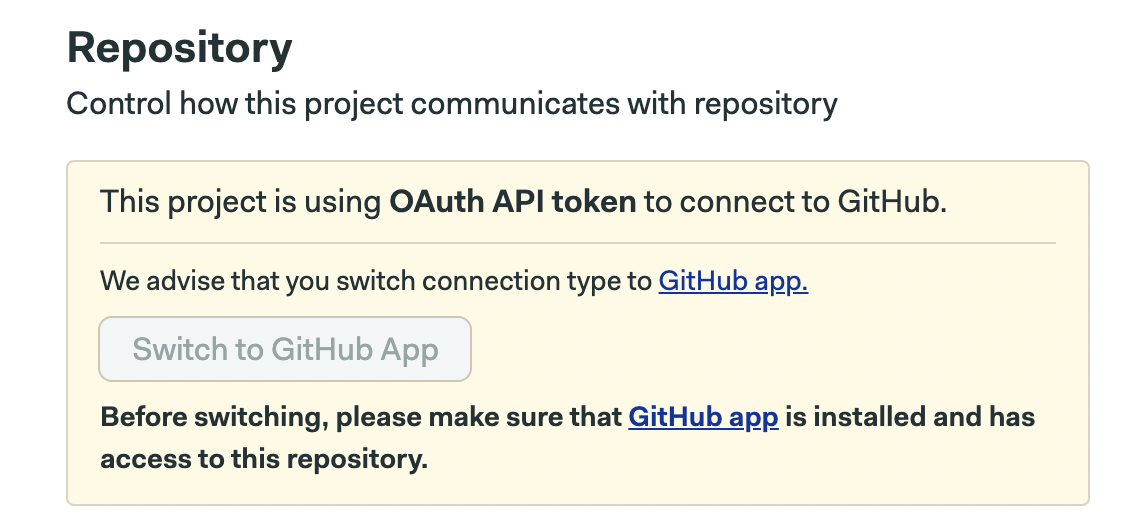 Repository
Control how this project communicates with repository
This project is using OAuth API token to connect to GitHub.
We advise that you switch connection type to GitHub app.
Switch to GitHub App
Before switching, please make sure that GitHub app is installed and has
access to this repository.